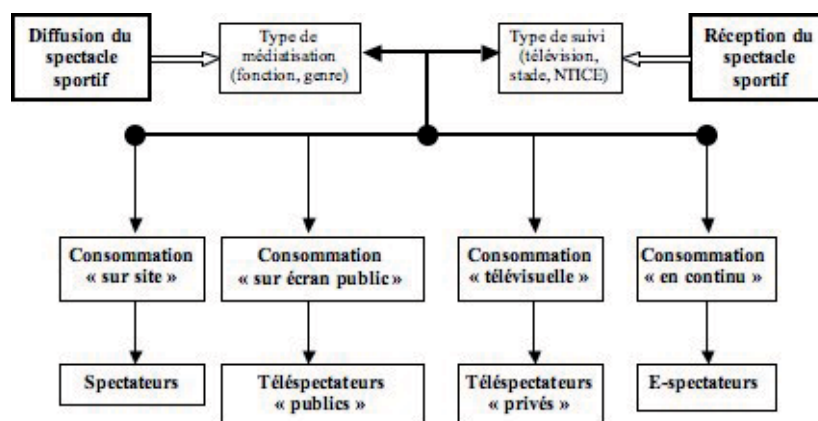 Diffusion du
spectacle
sportif
Type de
médiatisation
(fonction, genre)
Type de suivi
(télévision,
stade, NTICE)
Réception du
spectacle
sportif
Consommation
« sur site »
Consommation
« sur écran public »
Consommation
« télévisuelle »
Consommation
« en continu »
Spectateurs
Téléspectateurs
« publics »
Téléspectateurs
« privés »
E-spectateurs